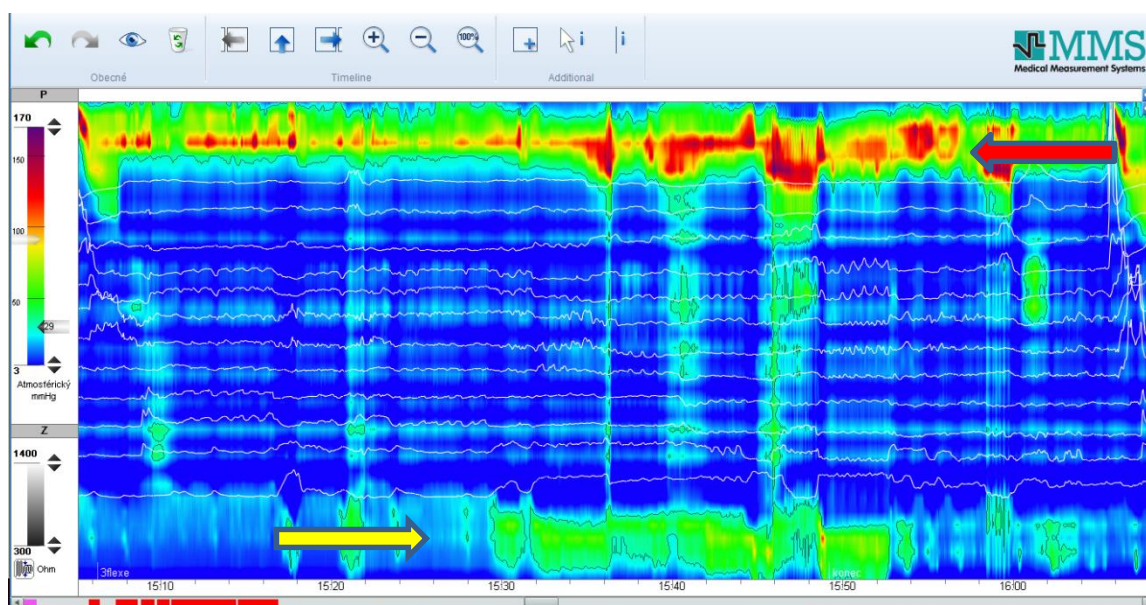 100%
Obecné
Timeline
Additional
MMS
Medical Measurement Systems
P
170
150
100
50
29
3
Atmosférický
mmHg
Z
1400
300
Ohm
3flexe
konec
15:10
15:20
15:30
15:40
15:50
16:00